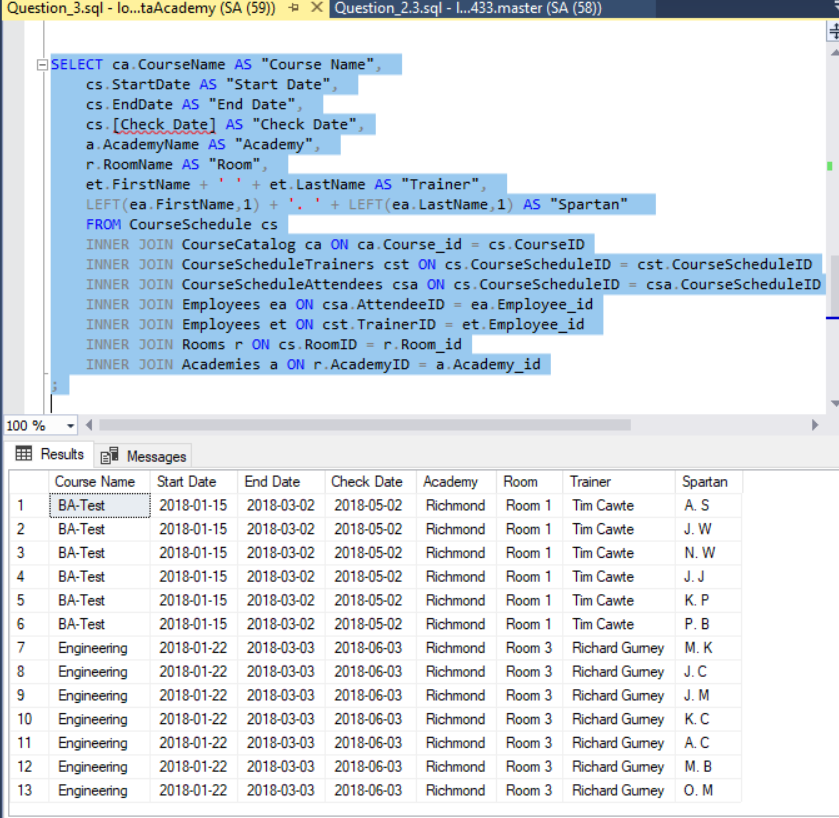 Question_3.sql - lo...taAcademy (SA (59)) Question_2.3.sql - l...433.master (SA (58))
SELECT ca.CourseName AS "Course Name",
cs.StartDate AS "Start Date",
cs.EndDate AS "End Date",
cs.[Check Date] AS "Check Date",
a.AcademyName AS "Academy",
r.RoomName AS "Room",
et.FirstName + ' ' + et.LastName AS "Trainer",
LEFT(ea.FirstName,1) + '. ' + LEFT(ea.LastName,1) AS "Spartan"
FROM CourseSchedule cs
INNER JOIN CourseCatalog ca ON ca.Course_id = cs.CourseID
INNER JOIN CourseScheduleTrainers cst ON cs.CourseScheduleID = cst.CourseScheduleID
INNER JOIN CourseScheduleAttendees csa ON cs.CourseScheduleID = csa.CourseScheduleID
INNER JOIN Employees ea ON csa.AttendeeID = ea.Employee_id
INNER JOIN Employees et ON cst.TrainerID = et.Employee_id
INNER JOIN Rooms r ON cs.RoomID = r.Room_id
INNER JOIN Academies a ON r.AcademyID = a.Academy_id
;
100 %
Results Messages
Course Name Start Date End Date Check Date Academy Room Trainer Spartan
1 BA-Test 2018-01-15 2018-03-02 2018-05-02 Richmond Room 1 Tim Cawte A. S
2 BA-Test 2018-01-15 2018-03-02 2018-05-02 Richmond Room 1 Tim Cawte J. W
3 BA-Test 2018-01-15 2018-03-02 2018-05-02 Richmond Room 1 Tim Cawte N. W
4 BA-Test 2018-01-15 2018-03-02 2018-05-02 Richmond Room 1 Tim Cawte J. J
5 BA-Test 2018-01-15 2018-03-02 2018-05-02 Richmond Room 1 Tim Cawte K. P
6 BA-Test 2018-01-15 2018-03-02 2018-05-02 Richmond Room 1 Tim Cawte P. B
7 Engineering 2018-01-22 2018-03-03 2018-06-03 Richmond Room 3 Richard Gurney M. K
8 Engineering 2018-01-22 2018-03-03 2018-06-03 Richmond Room 3 Richard Gurney J. C
9 Engineering 2018-01-22 2018-03-03 2018-06-03 Richmond Room 3 Richard Gurney J. M
10 Engineering 2018-01-22 2018-03-03 2018-06-03 Richmond Room 3 Richard Gurney K. C
11 Engineering 2018-01-22 2018-03-03 2018-06-03 Richmond Room 3 Richard Gurney A. C
12 Engineering 2018-01-22 2018-03-03 2018-06-03 Richmond Room 3 Richard Gurney M. B
13 Engineering 2018-01-22 2018-03-03 2018-06-03 Richmond Room 3 Richard Gurney O. M